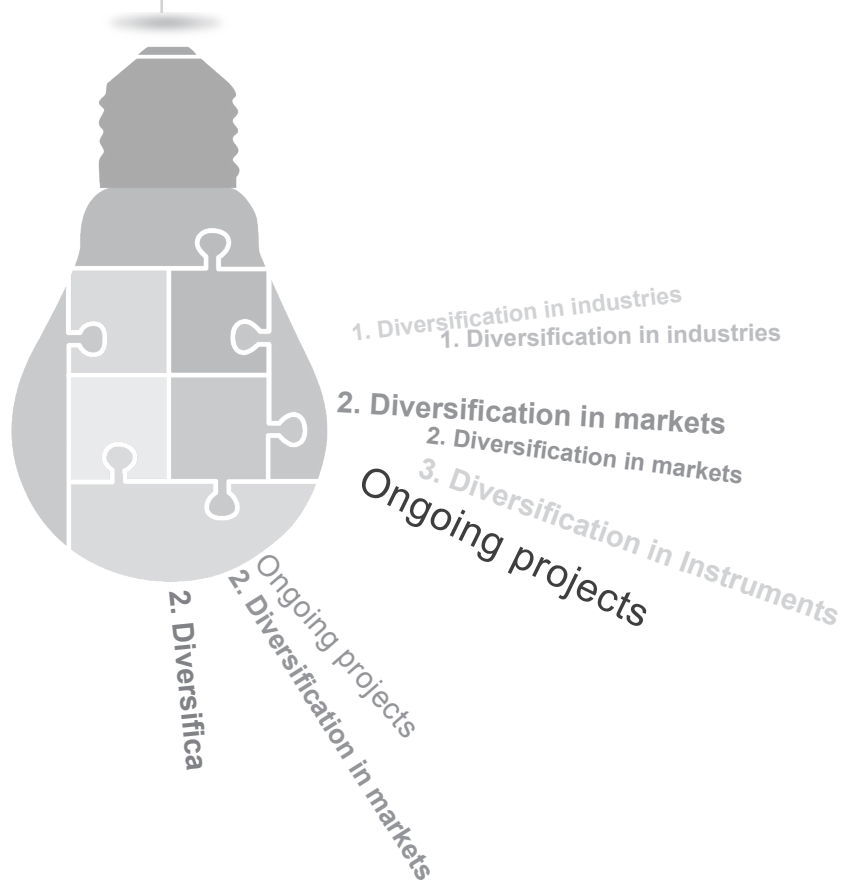 1. Diversification in industries
1. Diversification in industries
2. Diversification in markets
2. Diversification in markets
3. Diversification in Instruments
Ongoing projects
Ongoing projects
2. Diversification in markets
2. Diversifica